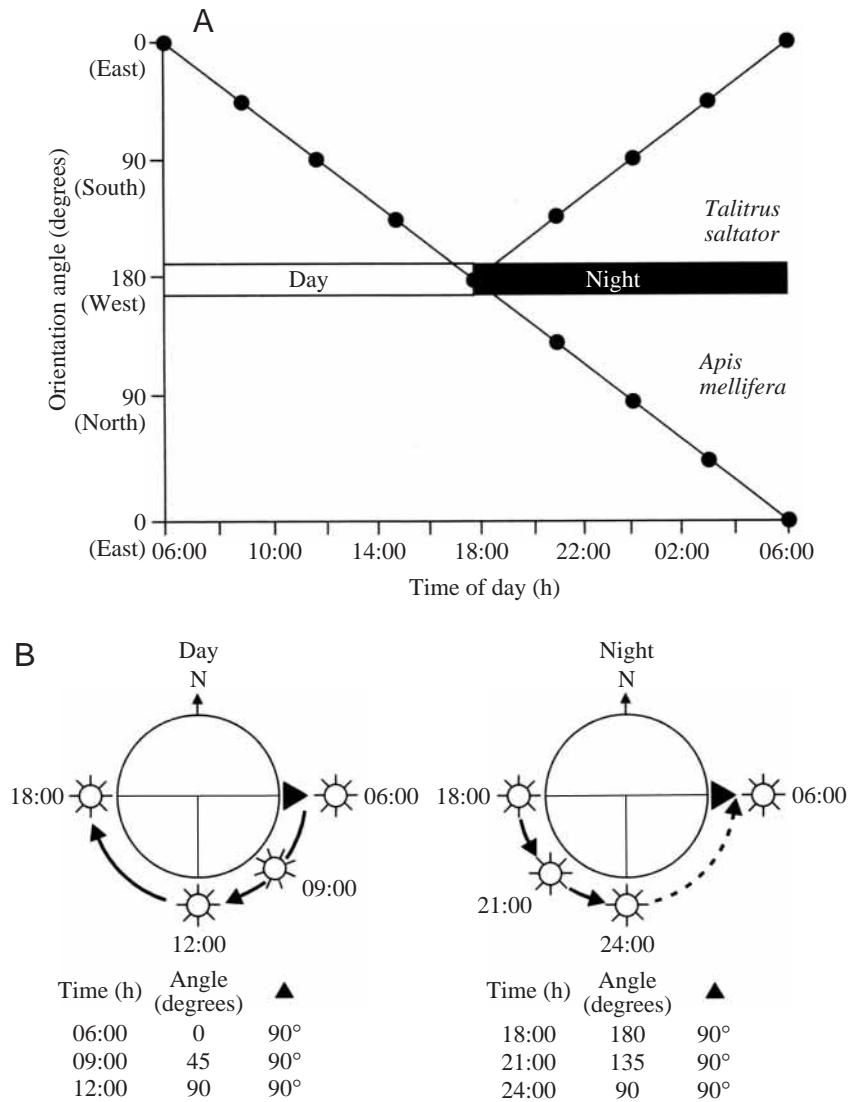 A
0
(East)
90
(South)
180
(West)
90
(North)
0
(East)
Orientation angle (degrees)
Talitrus
saltator
Day
Night
Apis
mellifera
06:00 10:00 14:00 18:00 22:00 02:00 06:00
Time of day (h)
B
Day
N
18:00
06:00
09:00
12:00
Time (h) Angle (degrees) ▲
06:00 0 90°
09:00 45 90°
12:00 90 90°
Night
N
18:00
06:00
21:00
24:00
Time (h) Angle (degrees) ▲
18:00 180 90°
21:00 135 90°
24:00 90 90°